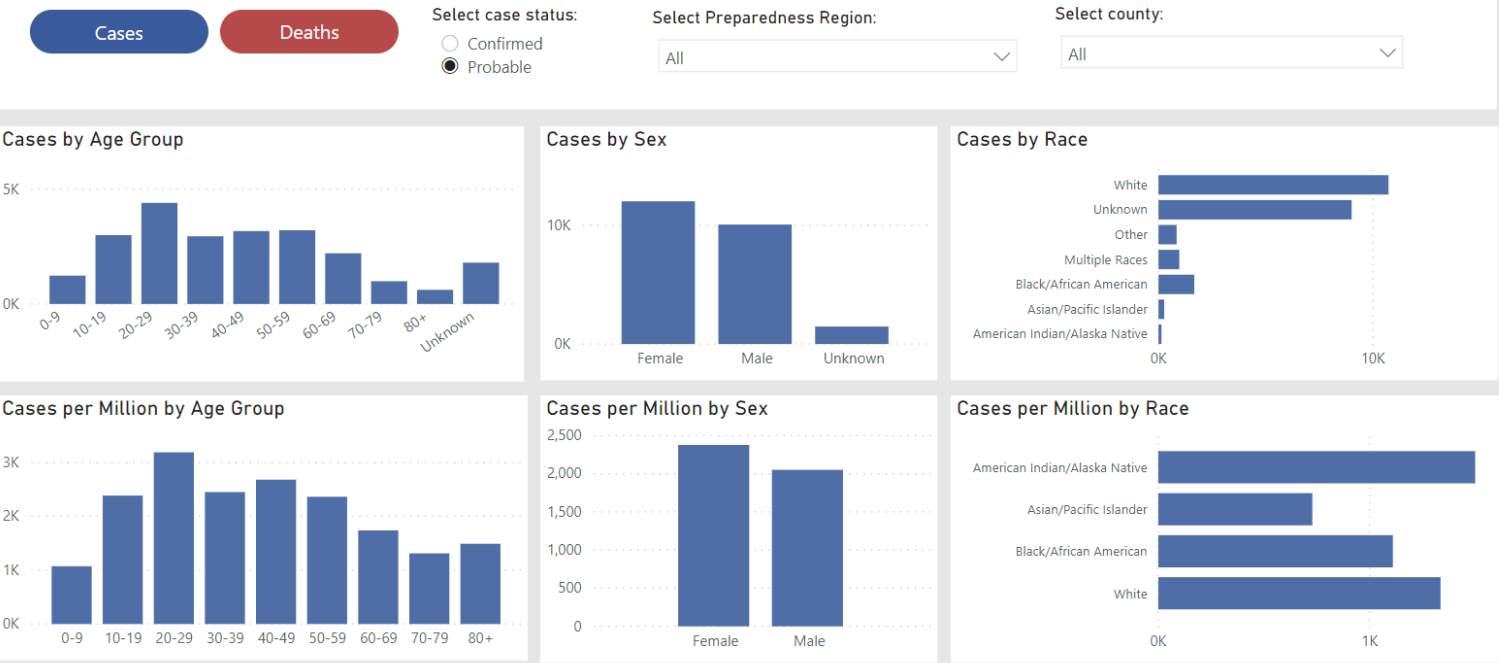 Cases
Deaths
Select case status:
Confirmed
Probable
Select Preparedness Region:
All
Select county:
All
Cases by Age Group
5K
0K
0-9
10-19
20-29
30-39
40-49
50-59
60-69
70-79
80+
Unknown
Cases by Sex
10K
0K
Female
Male
Unknown
Cases by Race
White
Unknown
Other
Multiple Races
Black/African American
Asian/Pacific Islander
American Indian/Alaska Native
0K
10K
Cases per Million by Age Group
3K
2K
1K
0K
0-9
10-19
20-29
30-39
40-49
50-59
60-69
70-79
80+
Cases per Million by Sex
2,500
2,000
1,500
1,000
500
0
Female
Male
Cases per Million by Race
American Indian/Alaska Native
Asian/Pacific Islander
Black/African American
White
0K
1K